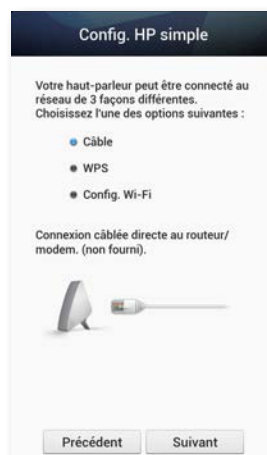 Config. HP simple
Votre haut-parleur peut être connecté au
réseau de 3 façons différentes.
Choisissez l'une des options suivantes :
Câble
WPS
Config. Wi-Fi
Connexion câblée directe au routeur/
modem. (non fourni).
Précédent
Suivant